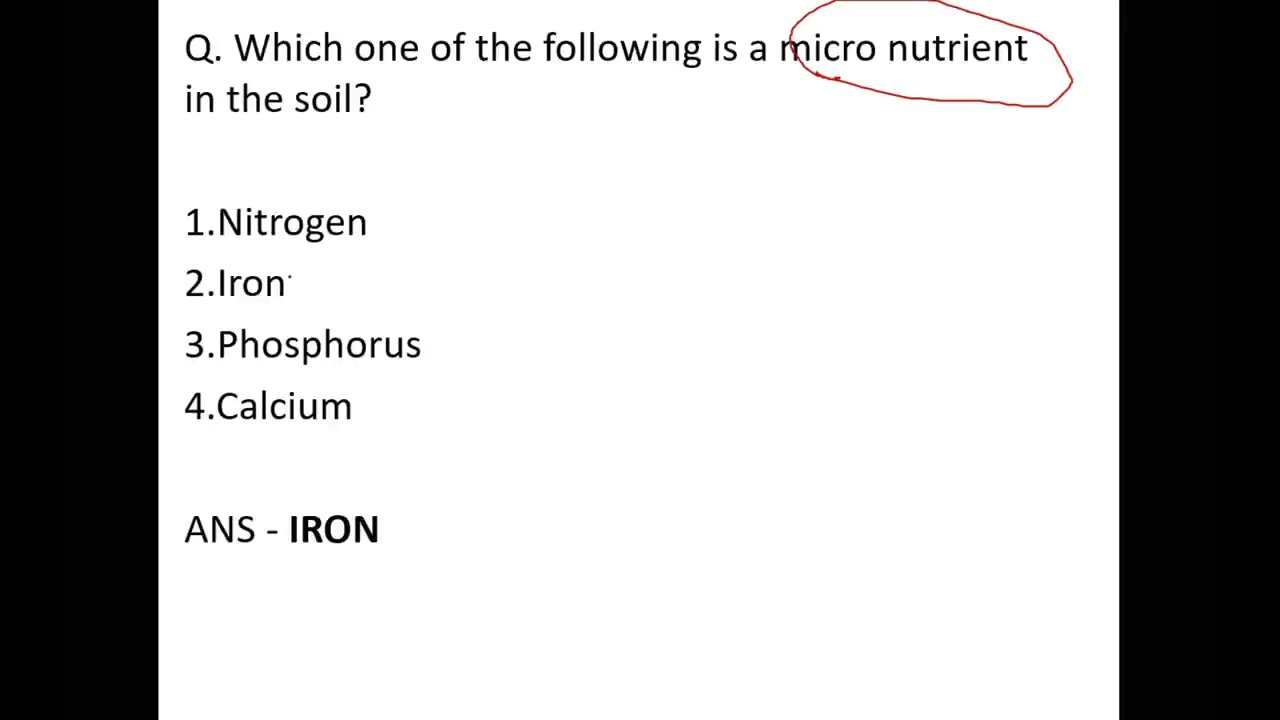 Q. Which one of the following is a micro nutrient
in the soil?
1.Nitrogen
2.Iron
3.Phosphorus
4.Calcium
ANS - IRON